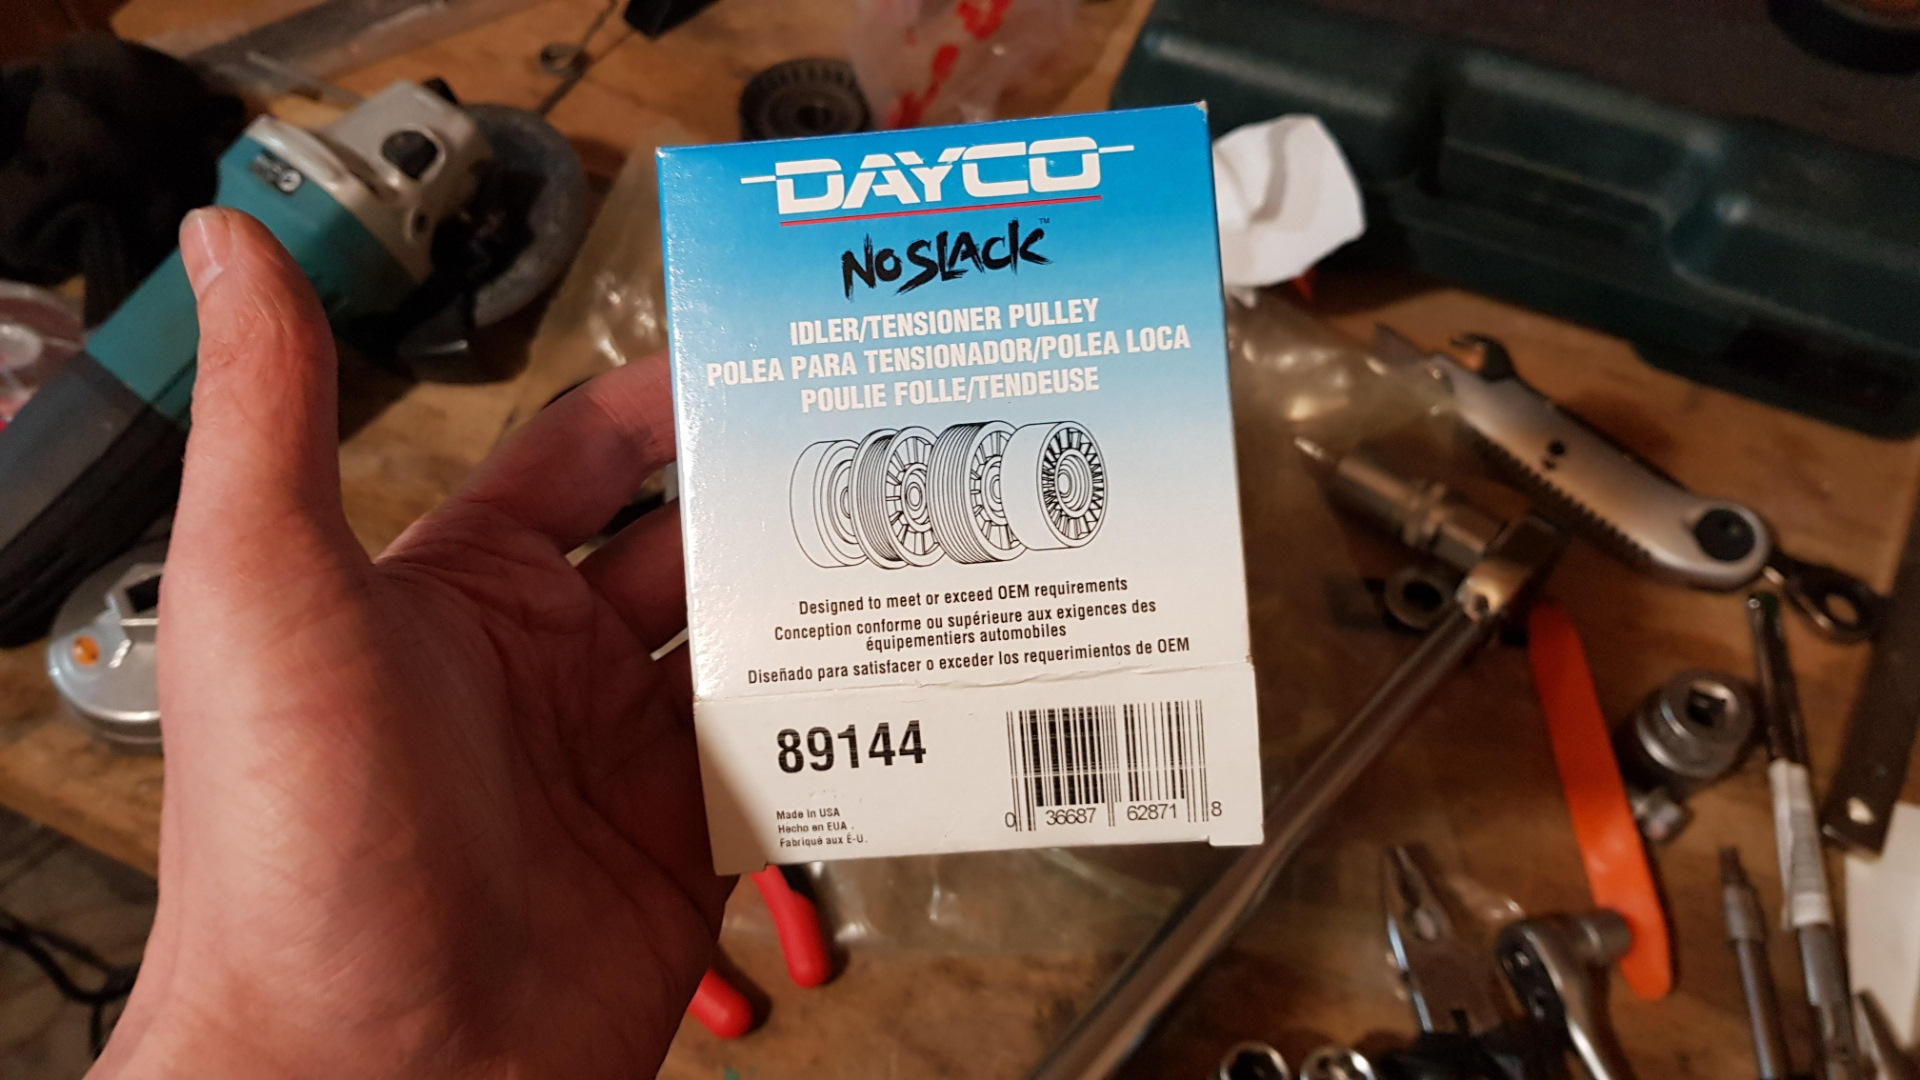 DAYCO
NO SLACK™
IDLER/TENSIONER PULLEY
POLEA PARA TENSIONADOR/POLEA LOCA
POULIE FOLLE/TENDEUSE
Designed to meet or exceed OEM requirements
Conception conforme ou supérieure aux exigences des
équipementiers automobiles
Diseñado para satisfacer o exceder los requerimientos de OEM
89144
Made in USA
Hecho en EUA.
Fabriqué aux É-U.
0 36687 62871 8